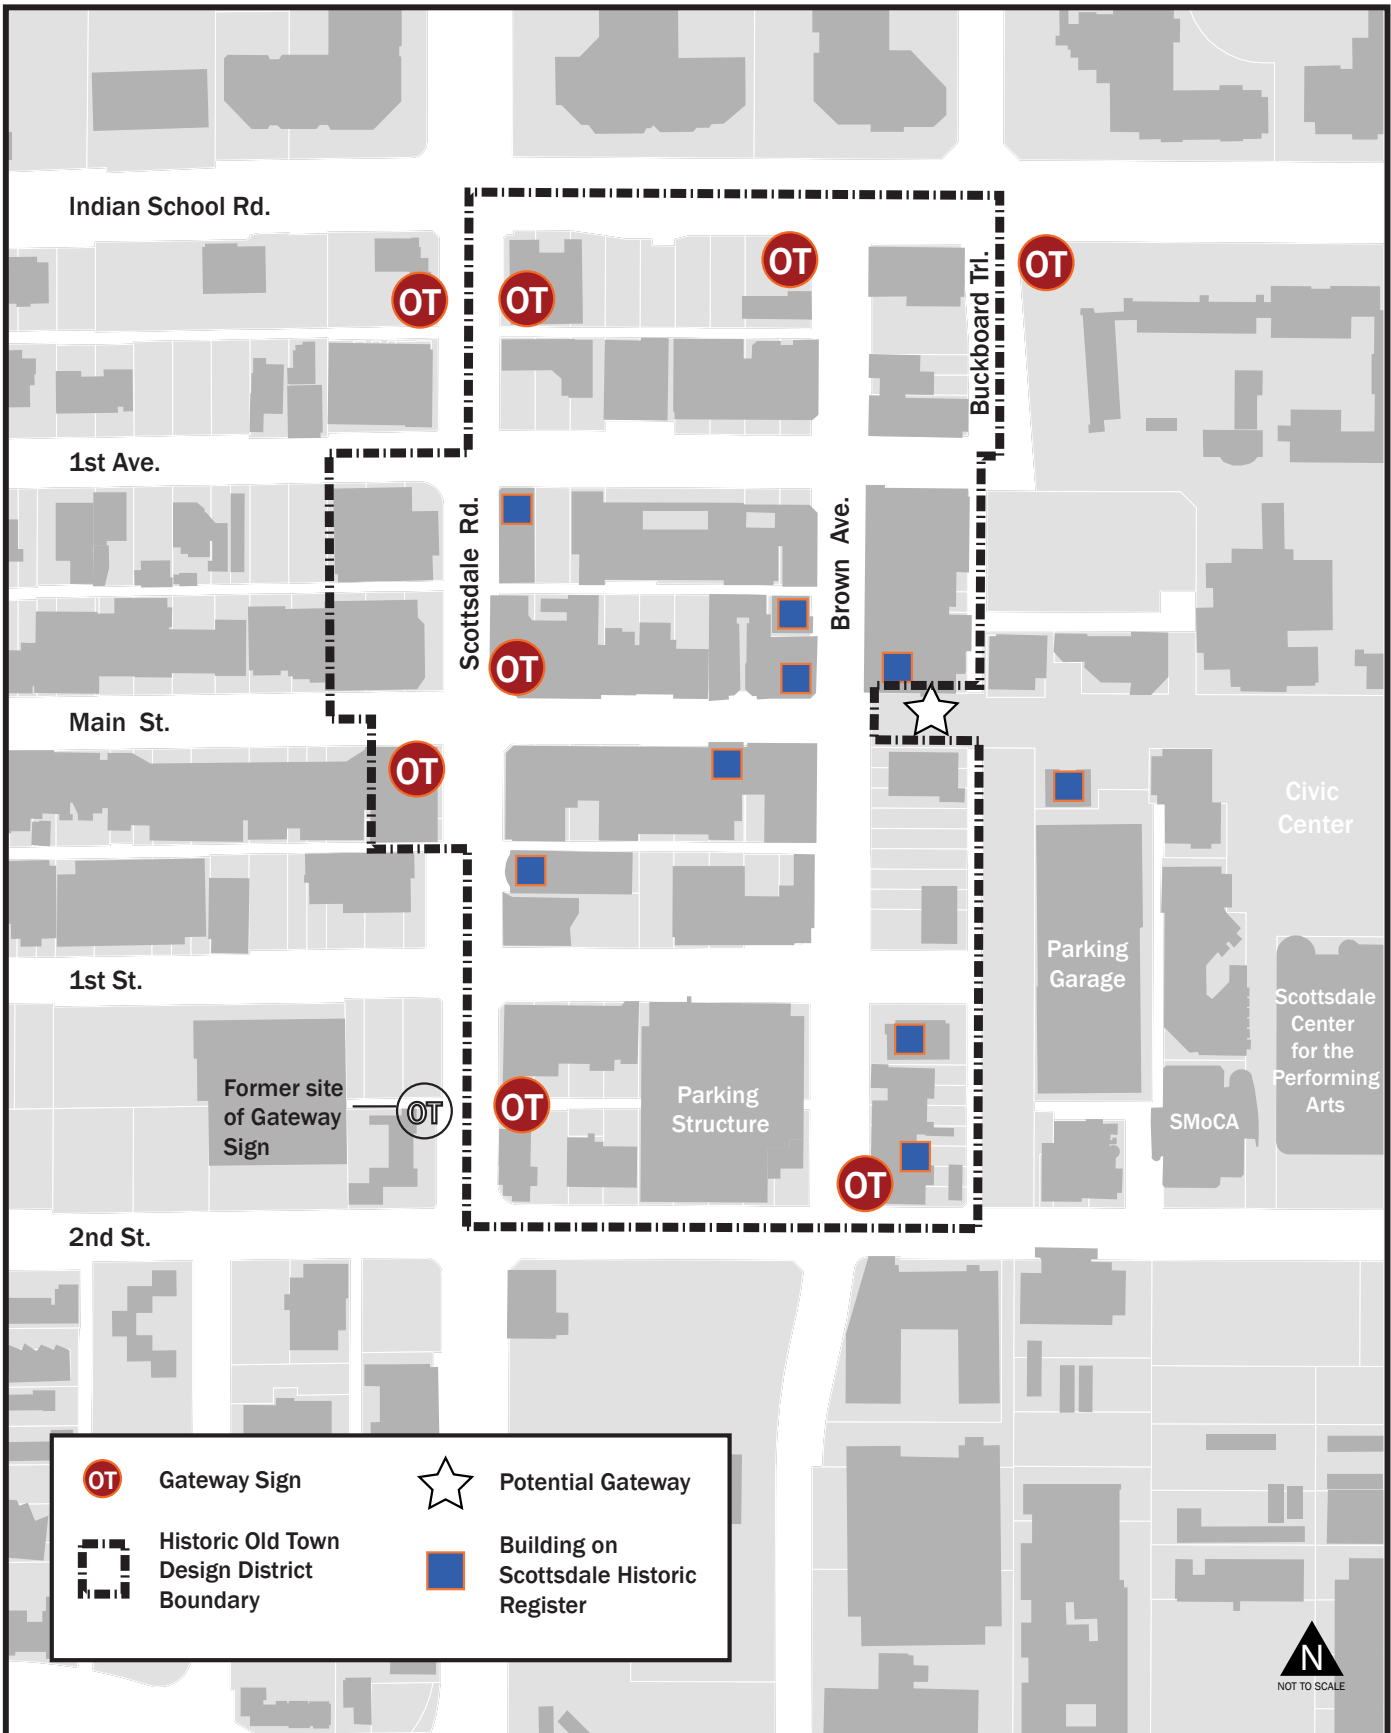 Indian School Rd.
OT
OT
OT
OT
Buckboard Trl.
1st Ave.
Scottsdale Rd.
Brown Ave.
OT
Main St.
OT
Civic
Center
Parking
Garage
1st St.
Scottsdale
Center
for the
Performing
Arts
Former site
of Gateway
Sign
OT
OT
Parking
Structure
SMoCA
OT
2nd St.
OT
Gateway Sign
Potential Gateway
Historic Old Town
Design District
Boundary
Building on
Scottsdale Historic
Register
N
NOT TO SCALE